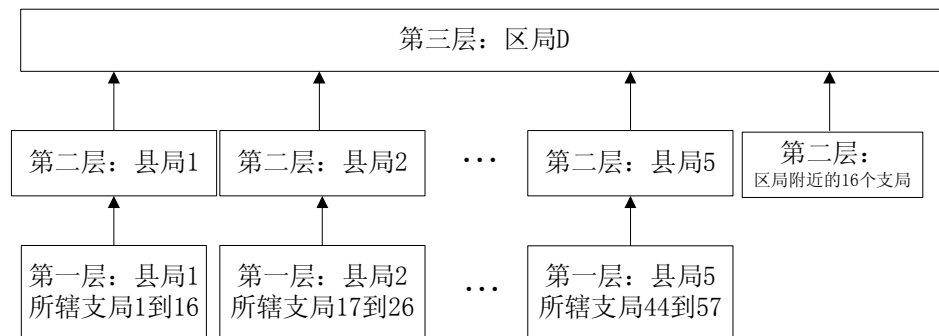 第三层：区局D
第二层：县局1
第二层：县局2
…
第二层：县局5
第二层：
区局附近的16个支局
第一层：县局1
所辖支局1到16
第一层：县局2
所辖支局17到26
…
第一层：县局5
所辖支局44到57